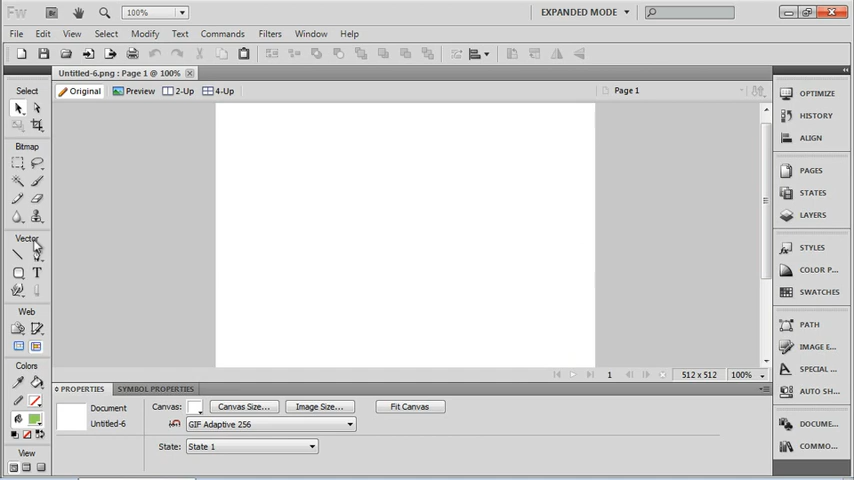 Fw 100% EXPANDED MODE
File Edit View Select Modify Text Commands Filters Window Help
Untitled-6.png : Page 1 @ 100%
Original Preview 2-Up 4-Up Page 1
Select
Bitmap
Vector
T
Web
Colors
View
OPTIMIZE
HISTORY
ALIGN
PAGES
STATES
LAYERS
STYLES
COLOR P...
SWATCHES
PATH
IMAGE E...
SPECIAL ...
AUTO SH...
DOCUME...
COMMO...
1 512 x 512 100%
PROPERTIES SYMBOL PROPERTIES
Document
Untitled-6
Canvas: Canvas Size... Image Size... Fit Canvas
GIF Adaptive 256
State: State 1